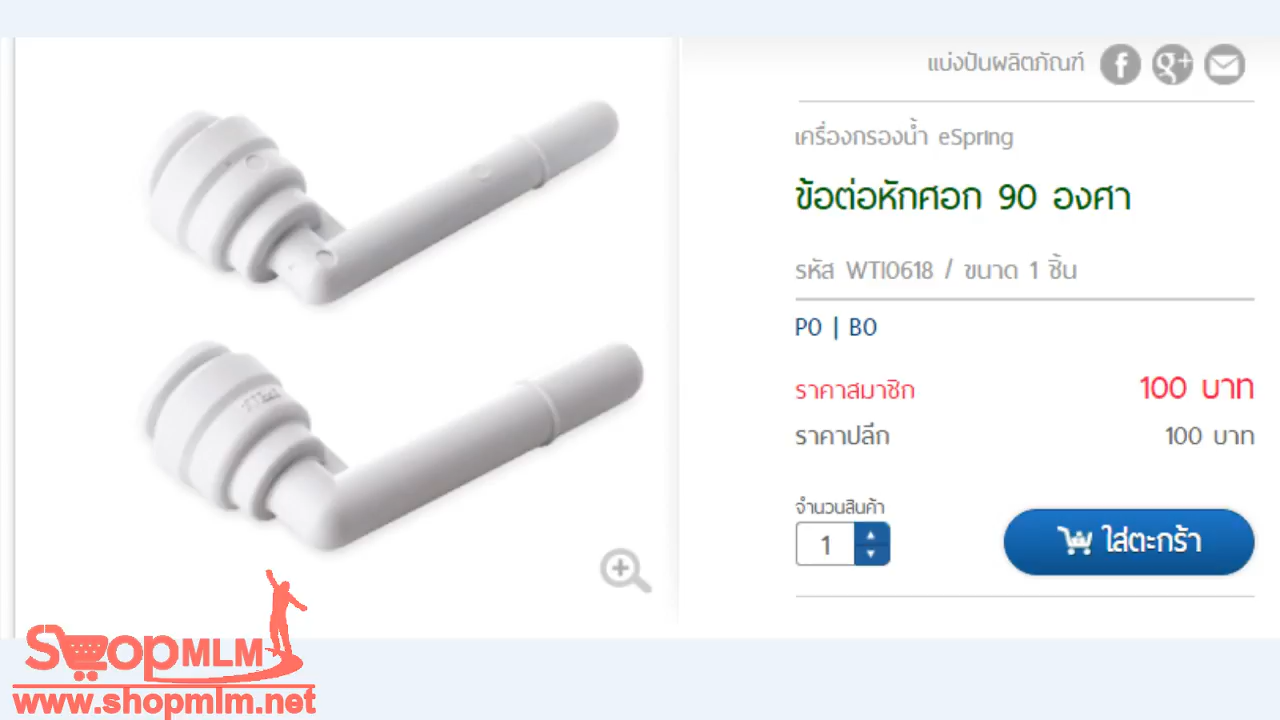 แบ่งปันผลิตภัณฑ์
เครื่องกรองน้ำ eSpring
ข้อต่อหักศอก 90 องศา
รหัส WTI0618 / ขนาด 1 ชิ้น
PO | BO
ราคาสมาชิก 100 บาท
ราคาปลีก 100 บาท
จำนวนสินค้า
1
ใส่ตะกร้า
ShopMLM
www.shopmlm.net